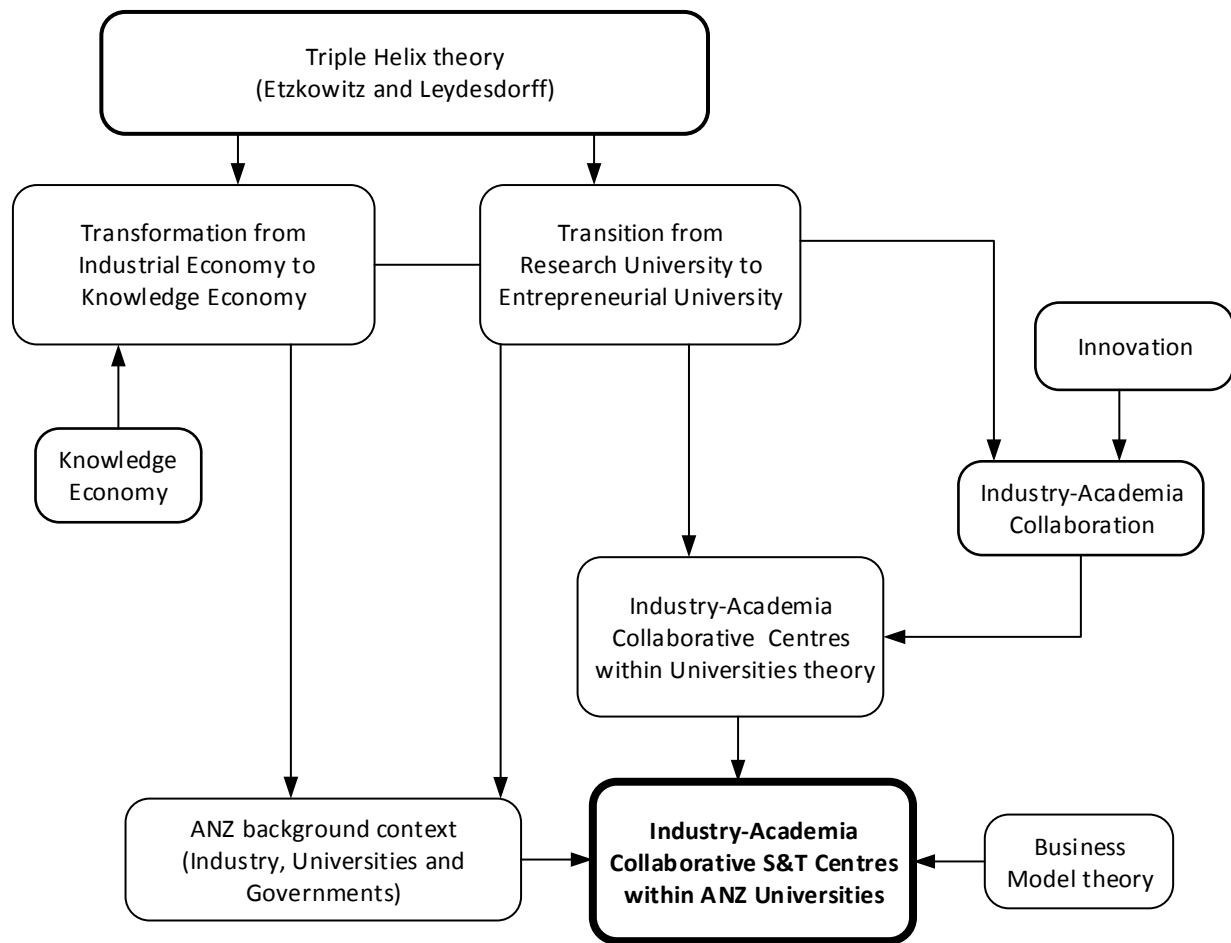 Triple Helix theory
(Etzkowitz and Leydesdorff)
Transformation from
Industrial Economy to
Knowledge Economy
Transition from
Research University to
Entrepreneurial University
Innovation
Knowledge
Economy
Industry-Academia
Collaboration
Industry-Academia
Collaborative Centres
within Universities theory
ANZ background context
(Industry, Universities and
Governments)
Industry-Academia
Collaborative S&T Centres
within ANZ Universities
Business
Model theory